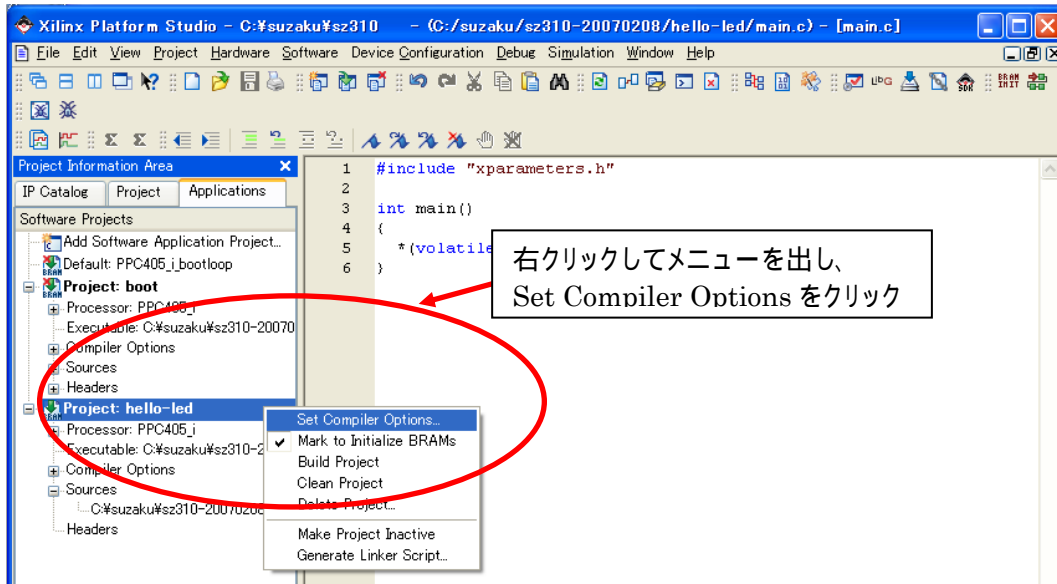 Xilinx Platform Studio - C:¥suzaku¥sz310 - (C:/suzaku/sz310-20070208/hello-led/main.c) - [main.c]
File Edit View Project Hardware Software Device Configuration Debug Simulation Window Help
Project Information Area
IP Catalog Project Applications
Software Projects
Add Software Application Project...
Default: PPC405_i_bootloop
Project: boot
Processor: PPC405_i
Executable: C:¥suzaku¥sz310-20070
Compiler Options
Sources
Headers
Project: hello-led
Processor: PPC405_i
Executable: C:¥suzaku¥sz310-2
Compiler Options
Sources
C:¥suzaku¥sz310-20070208
Headers
1 #include "xparameters.h"
2
3 int main()
4 {
5 *(volatile
6 }
右クリックしてメニューを出し、
Set Compiler Options をクリック
Set Compiler Options...
Mark to Initialize BRAMs
Build Project
Clean Project
Delete Project...
Make Project Inactive
Generate Linker Script...